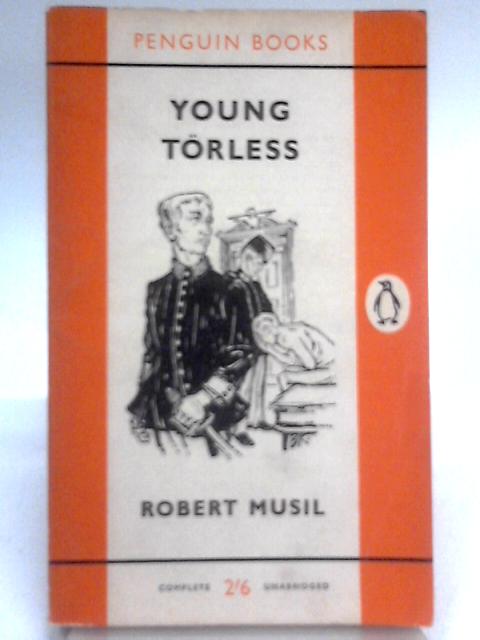 PENGUIN BOOKS
YOUNG
TÖRLESS
ROBERT MUSIL
COMPLETE 2/6 UNABRIDGED